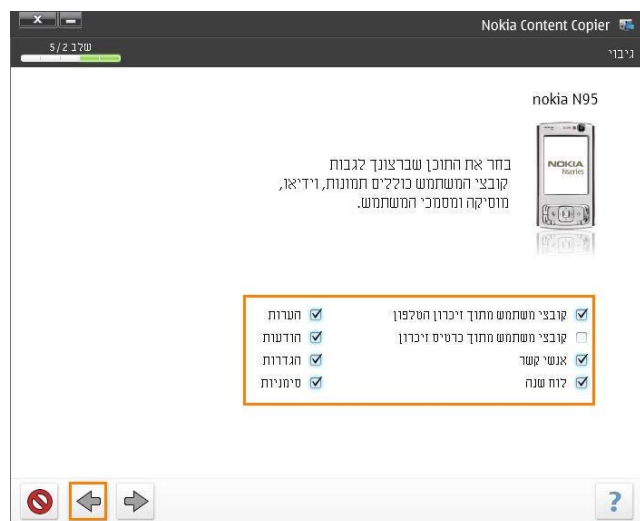 Nokia Content Copier
גיבוי
שלב 5/2
nokia N95
NOKIA
Nseries
בחר את התוכן שברצונך לגבות
קובצי המשתמש כוללים תמונות, וידיאו,
מוסיקה ומסמכי המשתמש.
קובצי משתמש מתוך זיכרון הטלפון
הערות
קובצי משתמש מתוך כרטיס זיכרון
הודעות
אנשי קשר
הגדרות
לוח שנה
סימניות
?